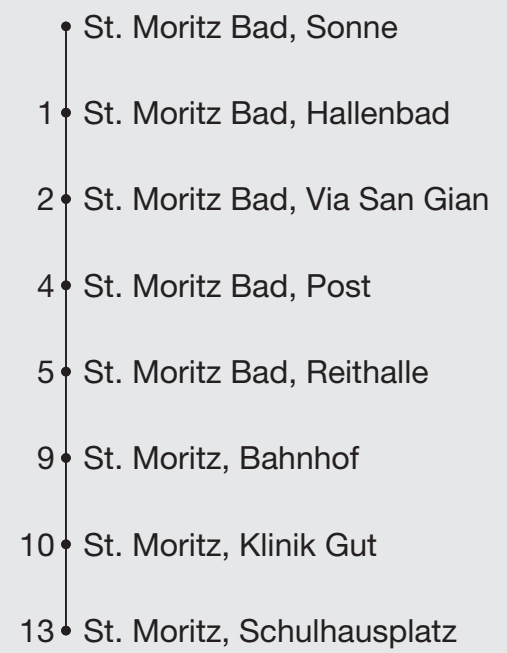 St. Moritz Bad, Sonne
1 St. Moritz Bad, Hallenbad
2 St. Moritz Bad, Via San Gian
4 St. Moritz Bad, Post
5 St. Moritz Bad, Reithalle
9 St. Moritz, Bahnhof
10 St. Moritz, Klinik Gut
13 St. Moritz, Schulhausplatz